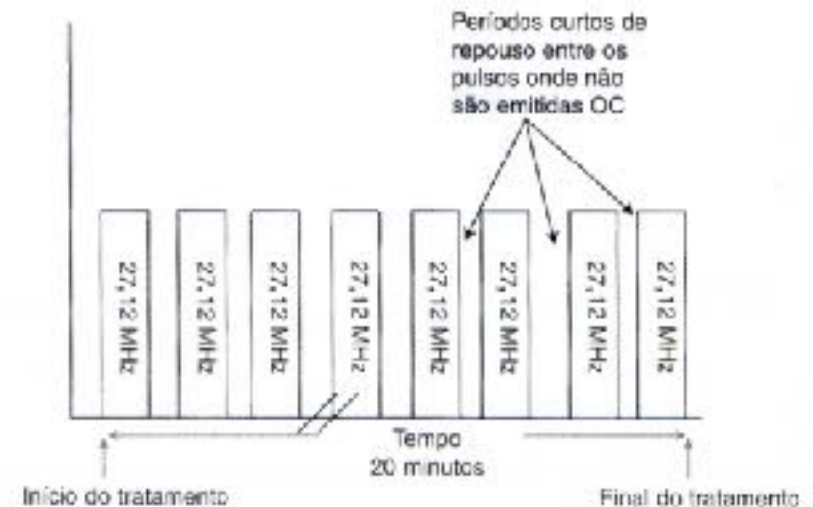 Períodos curtos de
repouso entre os
pulsos onde não
são emitidas OC
27,12 MHz
27,12 MHz
27,12 MHz
27,12 MHz
27,12 MHz
27,12 MHz
27,12 MHz
27,12 MHz
Tempo
20 minutos
Início do tratamento
Final do tratamento